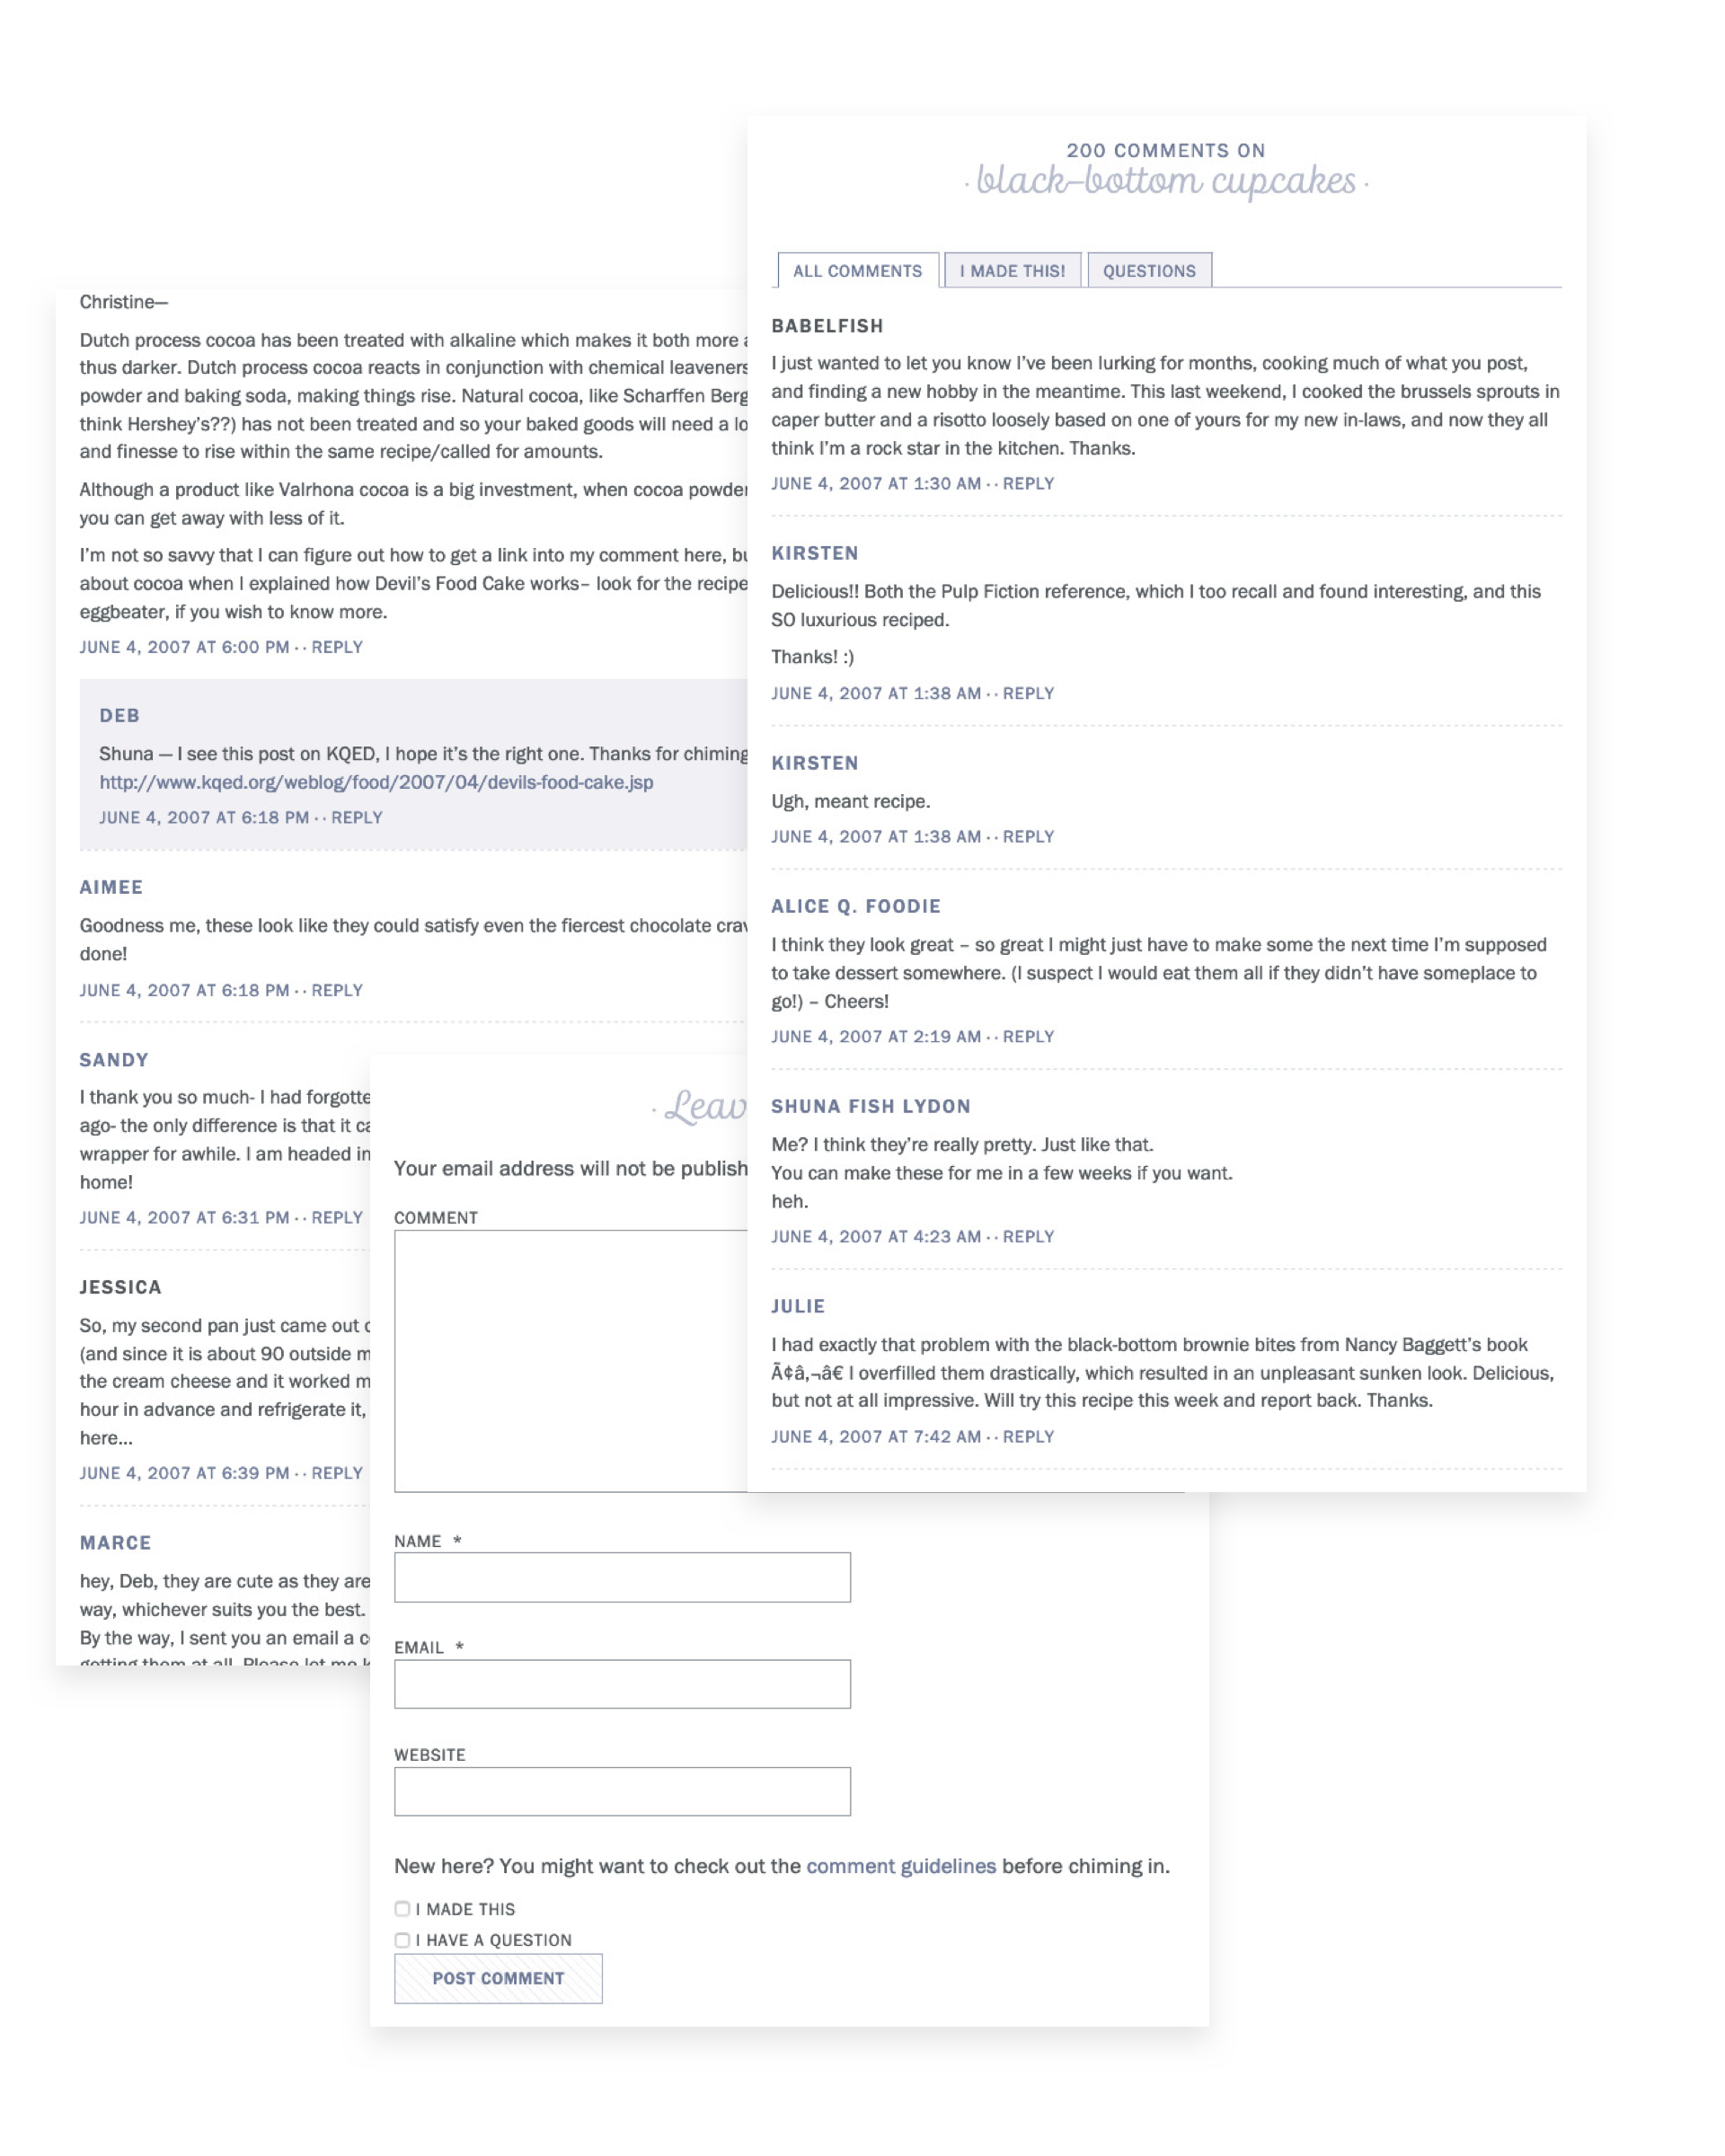 200 COMMENTS ON
· black–bottom cupcakes ·
ALL COMMENTS
I MADE THIS!
QUESTIONS
BABELFISH
I just wanted to let you know I’ve been lurking for months, cooking much of what you post,
and finding a new hobby in the meantime. This last weekend, I cooked the brussels sprouts in
caper butter and a risotto loosely based on one of yours for my new in-laws, and now they all
think I’m a rock star in the kitchen. Thanks.
JUNE 4, 2007 AT 1:30 AM · · REPLY
KIRSTEN
Delicious!! Both the Pulp Fiction reference, which I too recall and found interesting, and this
SO luxurious reciped.
Thanks! :)
JUNE 4, 2007 AT 1:38 AM · · REPLY
KIRSTEN
Ugh, meant recipe.
JUNE 4, 2007 AT 1:38 AM · · REPLY
ALICE Q. FOODIE
I think they look great – so great I might just have to make some the next time I’m supposed
to take dessert somewhere. (I suspect I would eat them all if they didn’t have someplace to
go!) – Cheers!
JUNE 4, 2007 AT 2:19 AM · · REPLY
SHUNA FISH LYDON
Me? I think they’re really pretty. Just like that.
You can make these for me in a few weeks if you want.
heh.
JUNE 4, 2007 AT 4:23 AM · · REPLY
JULIE
I had exactly that problem with the black-bottom brownie bites from Nancy Baggett’s book
Ã¢â‚¬â€ I overfilled them drastically, which resulted in an unpleasant sunken look. Delicious,
but not at all impressive. Will try this recipe this week and report back. Thanks.
JUNE 4, 2007 AT 7:42 AM · · REPLY
Christine—
Dutch process cocoa has been treated with alkaline which makes it both more
thus darker. Dutch process cocoa reacts in conjunction with chemical leaveners
powder and baking soda, making things rise. Natural cocoa, like Scharffen Berg
think Hershey’s??) has not been treated and so your baked goods will need a lo
and finesse to rise within the same recipe/called for amounts.
Although a product like Valrhona cocoa is a big investment, when cocoa powder
you can get away with less of it.
I’m not so savvy that I can figure out how to get a link into my comment here, bu
about cocoa when I explained how Devil’s Food Cake works– look for the recipe
eggbeater, if you wish to know more.
JUNE 4, 2007 AT 6:00 PM · · REPLY
DEB
Shuna — I see this post on KQED, I hope it’s the right one. Thanks for chiming
http://www.kqed.org/weblog/food/2007/04/devils-food-cake.jsp
JUNE 4, 2007 AT 6:18 PM · · REPLY
AIMEE
Goodness me, these look like they could satisfy even the fiercest chocolate crav
done!
JUNE 4, 2007 AT 6:18 PM · · REPLY
SANDY
I thank you so much- I had forgotte
ago- the only difference is that it ca
wrapper for awhile. I am headed in
home!
JUNE 4, 2007 AT 6:31 PM · · REPLY
JESSICA
So, my second pan just came out
(and since it is about 90 outside m
the cream cheese and it worked m
hour in advance and refrigerate it,
here...
JUNE 4, 2007 AT 6:39 PM · · REPLY
MARCE
hey, Deb, they are cute as they are
way, whichever suits you the best.
By the way, I sent you an email a c
getting them at all. Please let me k
· Leav
Your email address will not be publish
COMMENT
NAME *
EMAIL *
WEBSITE
New here? You might want to check out the comment guidelines before chiming in.
I MADE THIS
I HAVE A QUESTION
POST COMMENT